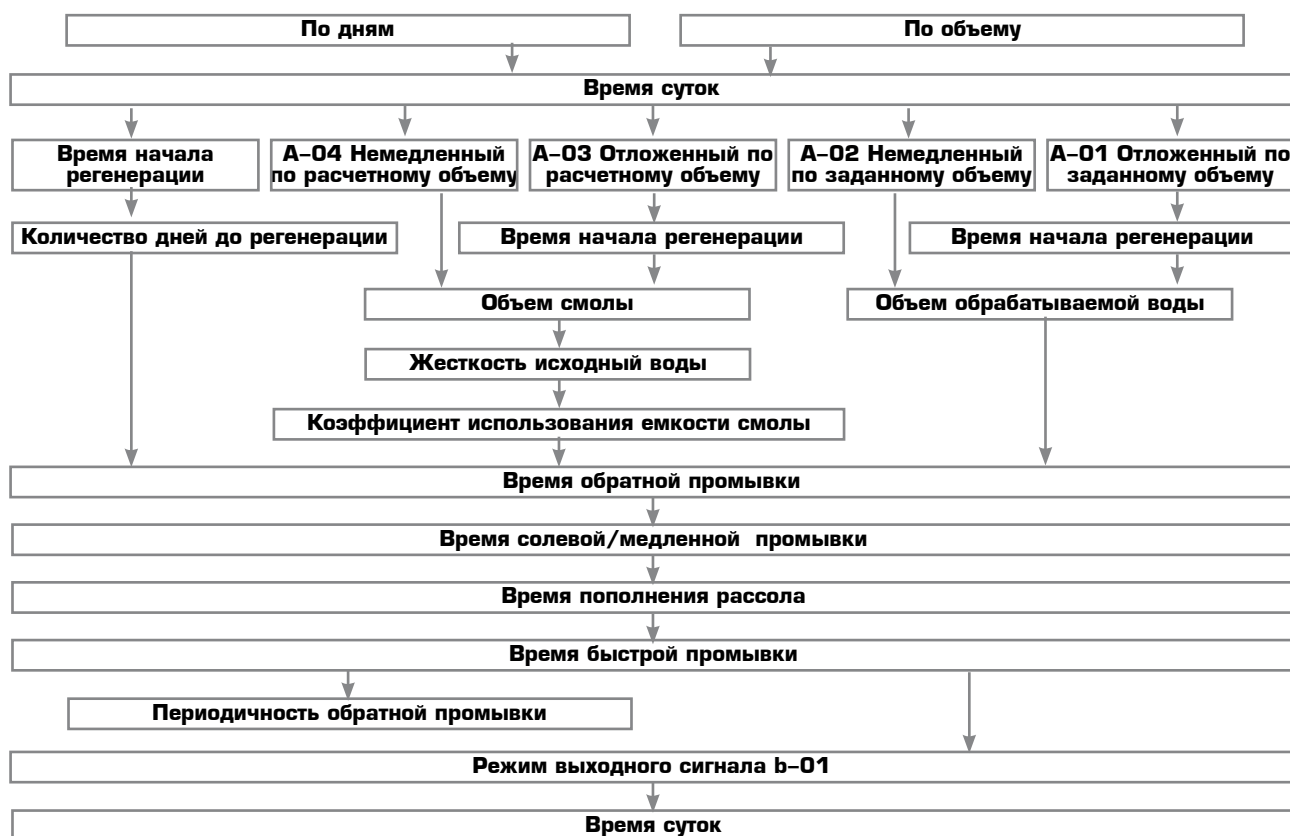 По дням
По объему
Время суток
Время начала
регенерации
А-04 Немедленный
по расчетному объему
А-03 Отложенный по
расчетному объему
А-02 Немедленный
по заданному объему
А-01 Отложенный по
заданному объему
Количество дней до регенерации
Время начала регенерации
Время начала регенерации
Объем смолы
Объем обрабатываемой воды
Жесткость исходный воды
Коэффициент использования емкости смолы
Время обратной промывки
Время солевой/медленной промывки
Время пополнения рассола
Время быстрой промывки
Периодичность обратной промывки
Режим выходного сигнала b-01
Время суток